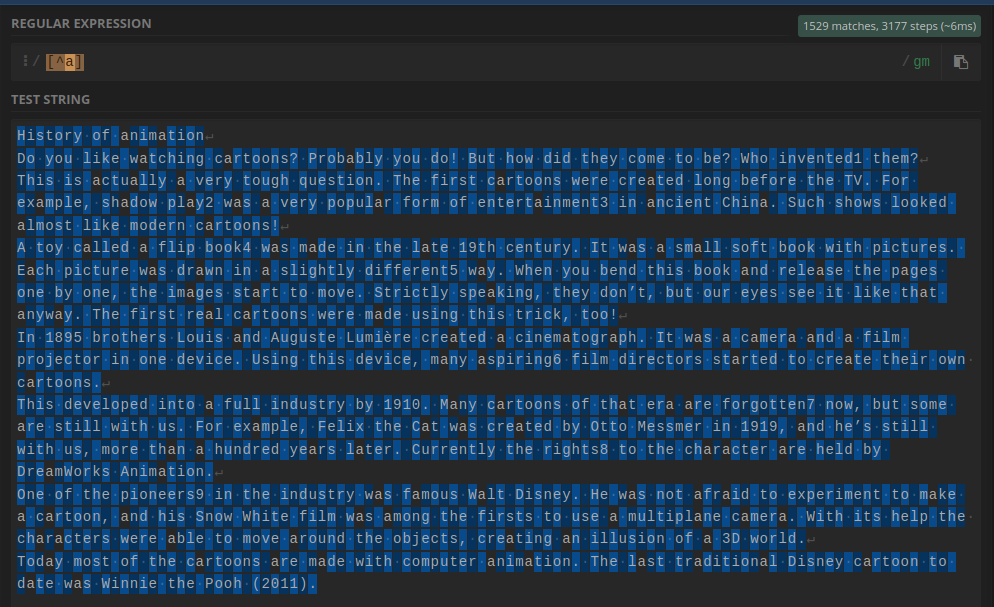 REGULAR EXPRESSION
1529 matches, 3177 steps (~6ms)
/ [^a] / gm
TEST STRING
History of animation
Do you like watching cartoons? Probably you do! But how did they come to be? Who invented1 them?
This is actually a very tough question. The first cartoons were created long before the TV. For
example, shadow play2 was a very popular form of entertainment3 in ancient China. Such shows looked
almost like modern cartoons!
A toy called a flip book4 was made in the late 19th century. It was a small soft book with pictures.
Each picture was drawn in a slightly different5 way. When you bend this book and release the pages
one by one, the images start to move. Strictly speaking, they don’t, but our eyes see it like that
anyway. The first real cartoons were made using this trick, too!
In 1895 brothers Louis and Auguste Lumière created a cinematograph. It was a camera and a film
projector in one device. Using this device, many aspiring6 film directors started to create their own
cartoons.
This developed into a full industry by 1910. Many cartoons of that era are forgotten7 now, but some
are still with us. For example, Felix the Cat was created by Otto Messmer in 1919, and he’s still
with us, more than a hundred years later. Currently the rights8 to the character are held by
DreamWorks Animation.
One of the pioneers9 in the industry was famous Walt Disney. He was not afraid to experiment to make
a cartoon, and his Snow White film was among the firsts to use a multiplane camera. With its help the
characters were able to move around the objects, creating an illusion of a 3D world.
Today most of the cartoons are made with computer animation. The last traditional Disney cartoon to
date was Winnie the Pooh (2011).